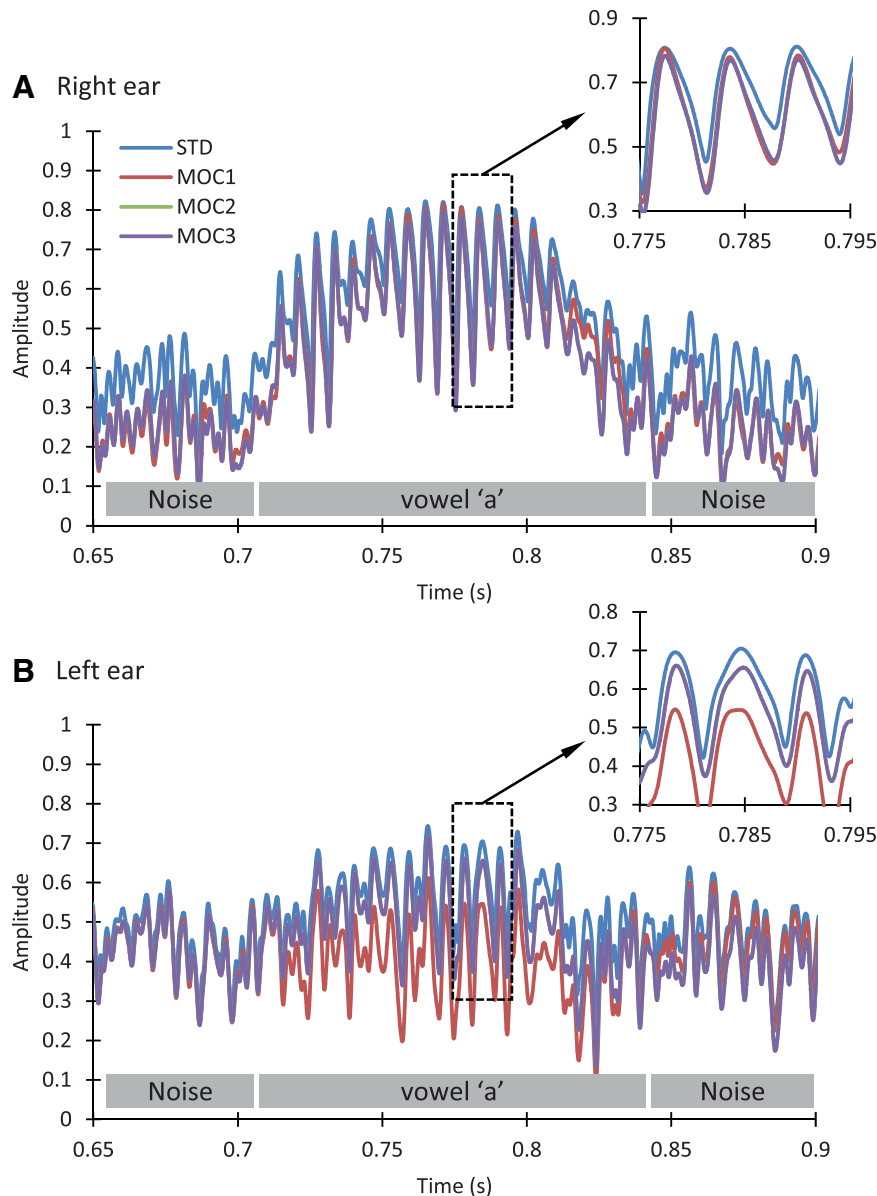 A Right ear
STD
MOC1
MOC2
MOC3
Amplitude
1
0.9
0.8
0.7
0.6
0.5
0.4
0.3
0.2
0.1
0
0.9
0.7
0.5
0.3
0.775 0.785 0.795
Noise vowel ‘a’ Noise
0.65 0.7 0.75 0.8 0.85 0.9
Time (s)
B Left ear
Amplitude
1
0.9
0.8
0.7
0.6
0.5
0.4
0.3
0.2
0.1
0
0.8
0.7
0.6
0.5
0.4
0.3
0.775 0.785 0.795
Noise vowel ‘a’ Noise
0.65 0.7 0.75 0.8 0.85 0.9
Time (s)